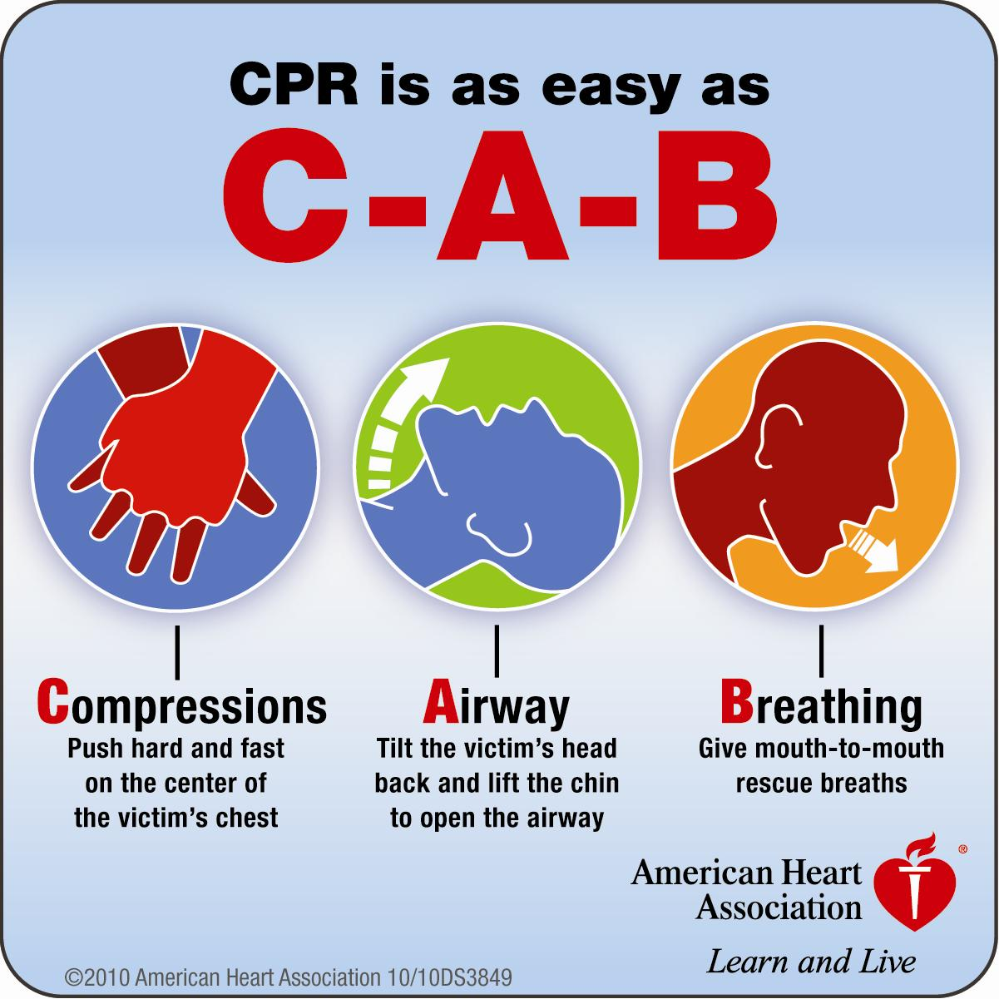 CPR is as easy as
C-A-B
Compressions
Push hard and fast
on the center of
the victim's chest
Airway
Tilt the victim's head
back and lift the chin
to open the airway
Breathing
Give mouth-to-mouth
rescue breaths
American Heart
Association
®
Learn and Live
©2010 American Heart Association 10/10DS3849